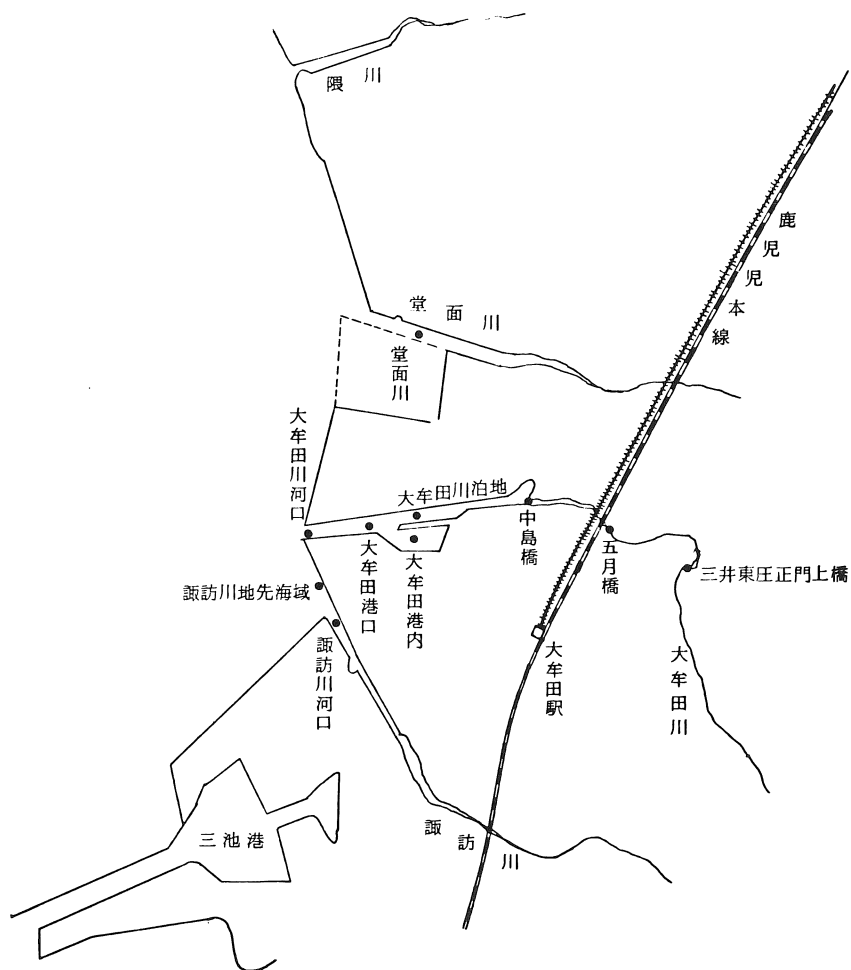 隈川
鹿児児本線
堂面川
堂面川
大牟田川河口
大牟田川泊地
中島橋
大牟田港口
大牟田港内
五月橋
三井東圧正門上橋
諏訪川地先海域
諏訪川河口
大牟田駅
大牟田川
三池港
諏訪川